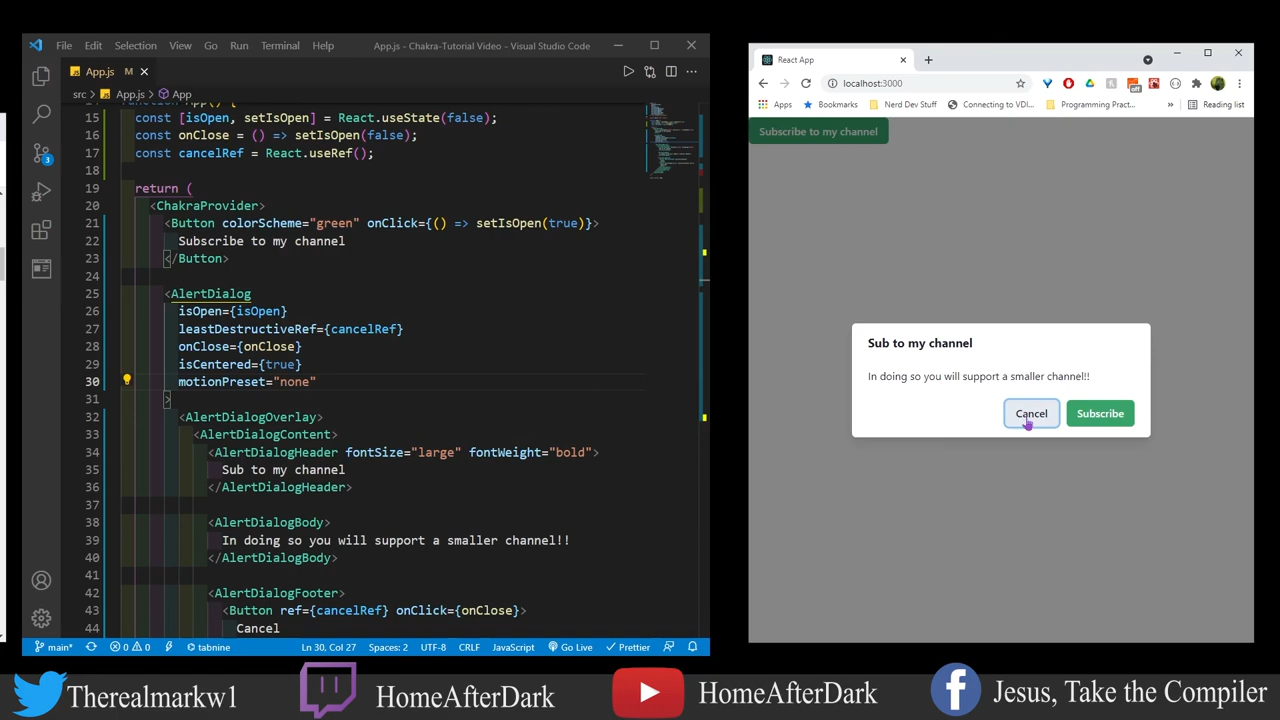 File Edit Selection View Go Run Terminal Help App.js - Chakra-Tutorial Video - Visual Studio Code
App.js M
src > App.js > App
15 const [isOpen, setIsOpen] = React.useState(false);
16 const onClose = () => setIsOpen(false);
17 const cancelRef = React.useRef();
18
19 return (
20 <ChakraProvider>
21 <Button colorScheme="green" onClick={() => setIsOpen(true)}>
22 Subscribe to my channel
23 </Button>
24
25 <AlertDialog
26 isOpen={isOpen}
27 leastDestructiveRef={cancelRef}
28 onClose={onClose}
29 isCentered={true}
30 motionPreset="none"
31 >
32 <AlertDialogOverlay>
33 <AlertDialogContent>
34 <AlertDialogHeader fontSize="large" fontWeight="bold">
35 Sub to my channel
36 </AlertDialogHeader>
37
38 <AlertDialogBody>
39 In doing so you will support a smaller channel!!
40 </AlertDialogBody>
41
42 <AlertDialogFooter>
43 <Button ref={cancelRef} onClick={onClose}>
44 Cancel
3
main* 0 0 tabnine Ln 30, Col 27 Spaces: 2 UTF-8 CRLF JavaScript Go Live Prettier
React App
localhost:3000
off
Apps Bookmarks Nerd Dev Stuff Connecting to VDI... Programming Pract... » Reading list
Subscribe to my channel
Sub to my channel
In doing so you will support a smaller channel!!
Cancel Subscribe
Therealmarkw1 HomeAfterDark HomeAfterDark Jesus, Take the Compiler